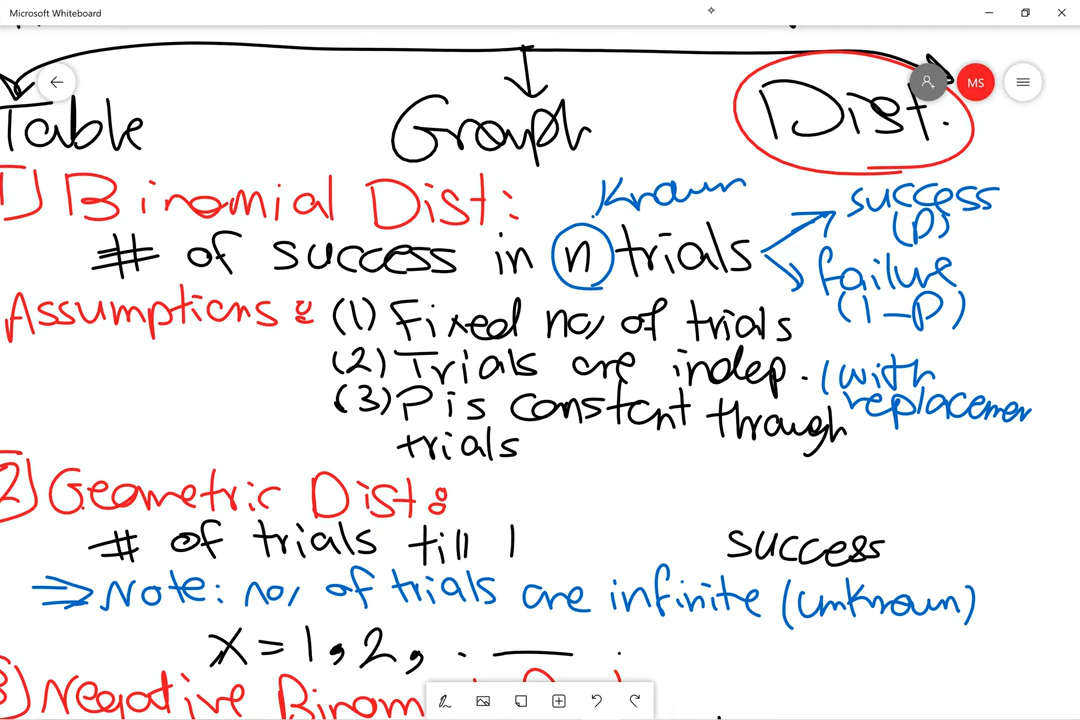 Microsoft Whiteboard
MS
Table Graph Dist.
1) Binomial Dist:
Known
# of success in n trials
success
(p)
failure
(1-p)
Assumptions: (1) Fixed no, of trials
(2) Trials are indep. (with
replacemen
(3) P is constant through
trials
2) Geometric Dist:
# of trials till 1 success
⇒ Note: no, of trials are infinite (unknown)
x = 1, 2, . —— .
3) Negative Binom